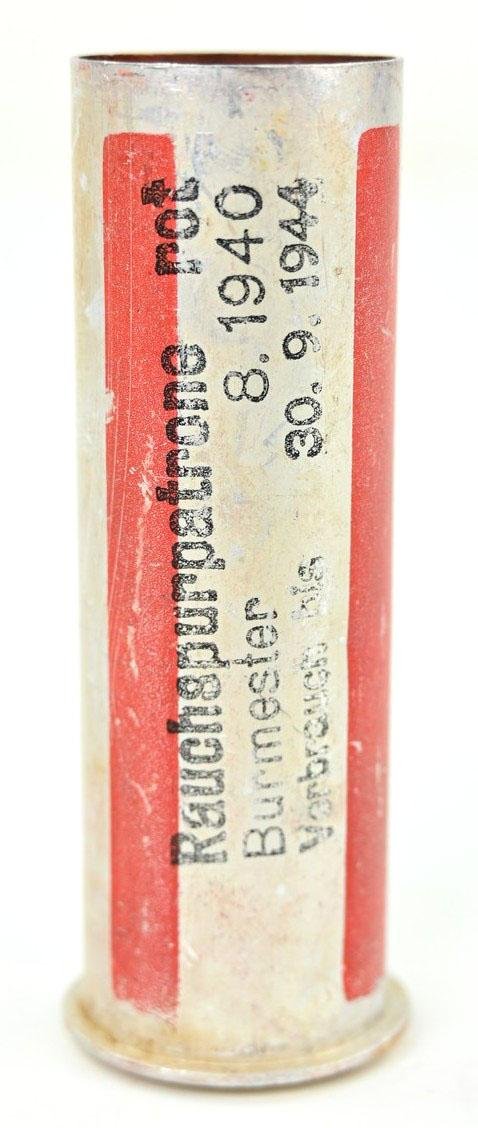 Rauchspurpatrone rot
Burmester 8. 1940
Verbrauch bis 30. 9. 1944